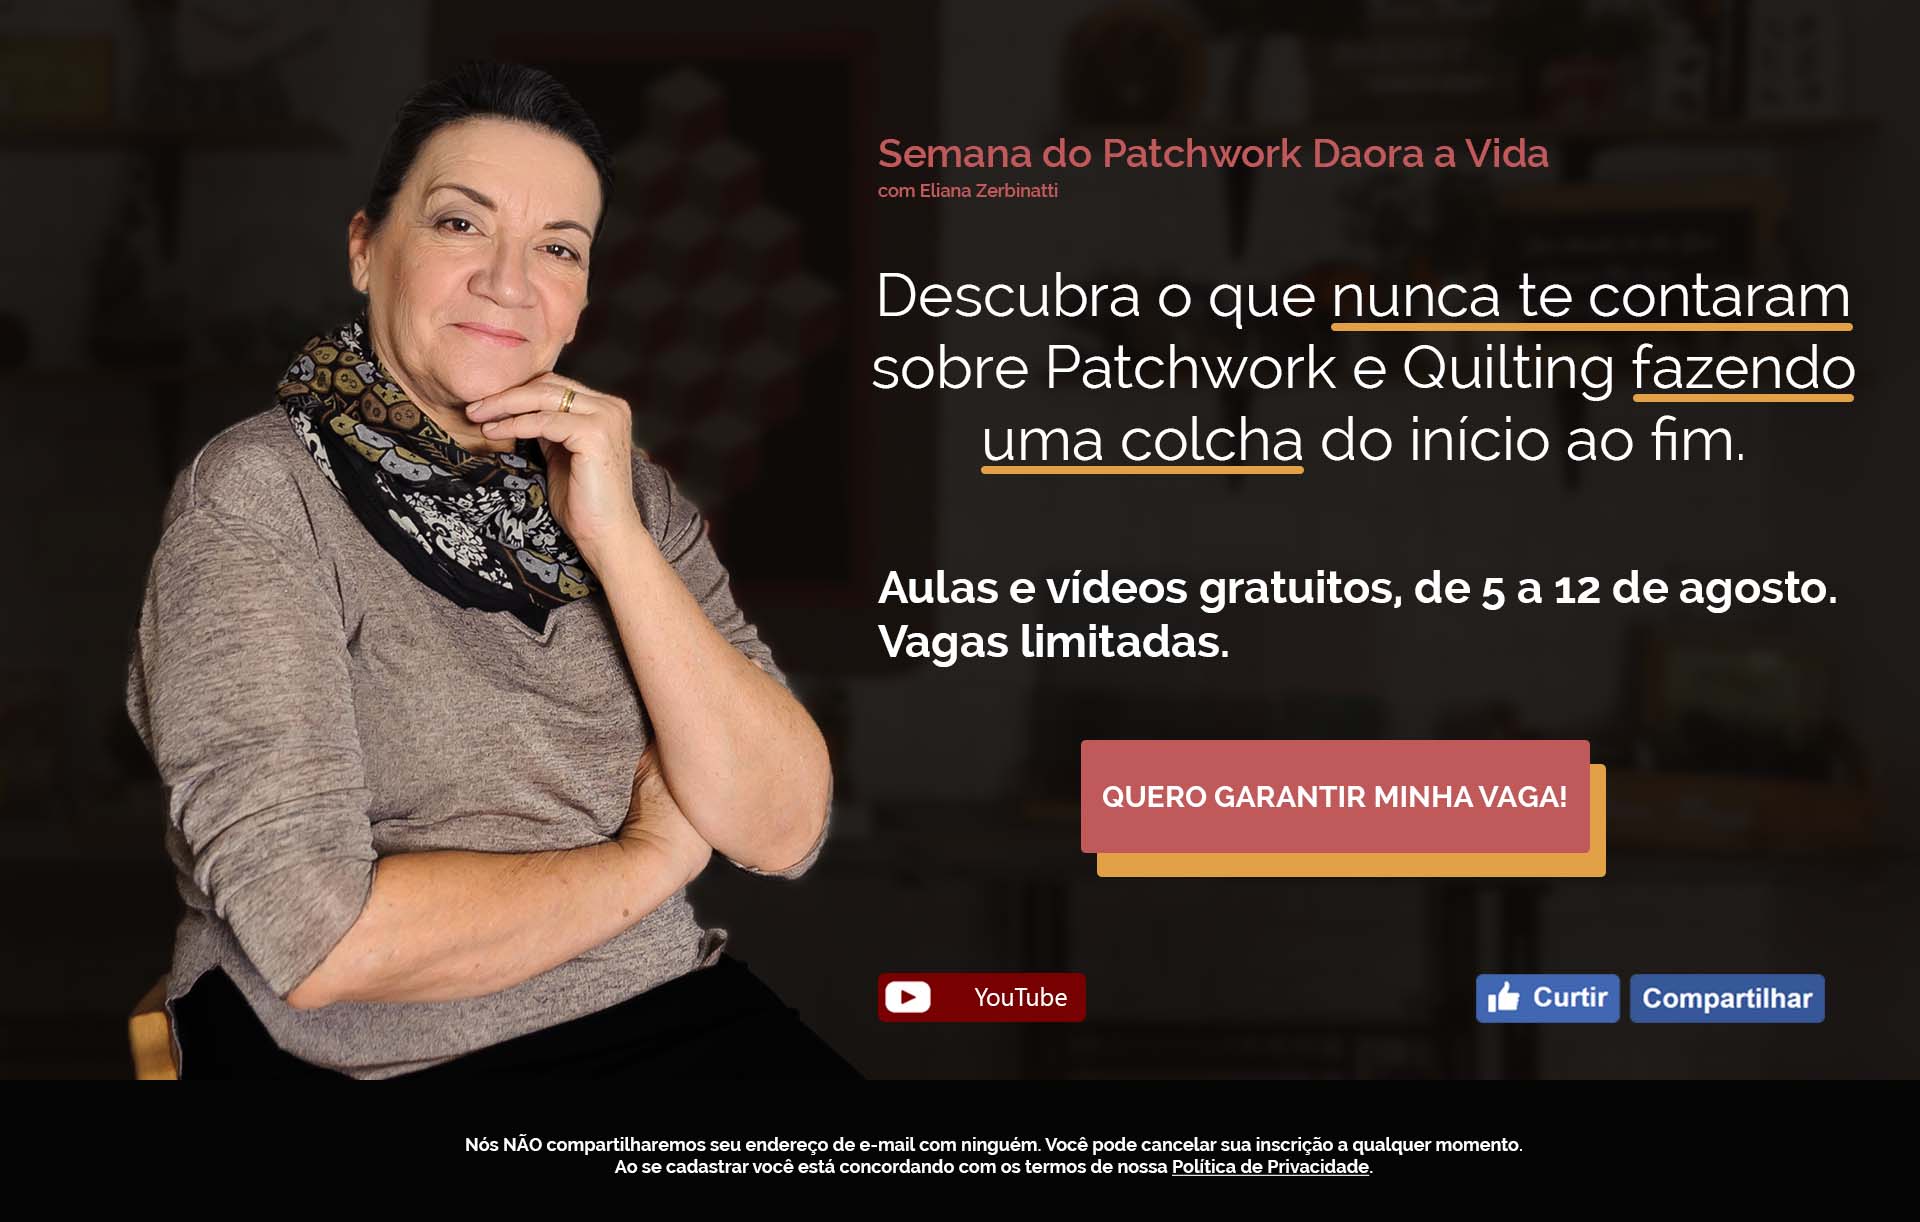 Semana do Patchwork Daora a Vida
com Eliana Zerbinatti
Descubra o que nunca te contaram
sobre Patchwork e Quilting fazendo
uma colcha do início ao fim.
Aulas e vídeos gratuitos, de 5 a 12 de agosto.
Vagas limitadas.
QUERO GARANTIR MINHA VAGA!
YouTube
Curtir
Compartilhar
Nós NÃO compartilharemos seu endereço de e-mail com ninguém. Você pode cancelar sua inscrição a qualquer momento.
Ao se cadastrar você está concordando com os termos de nossa Política de Privacidade.